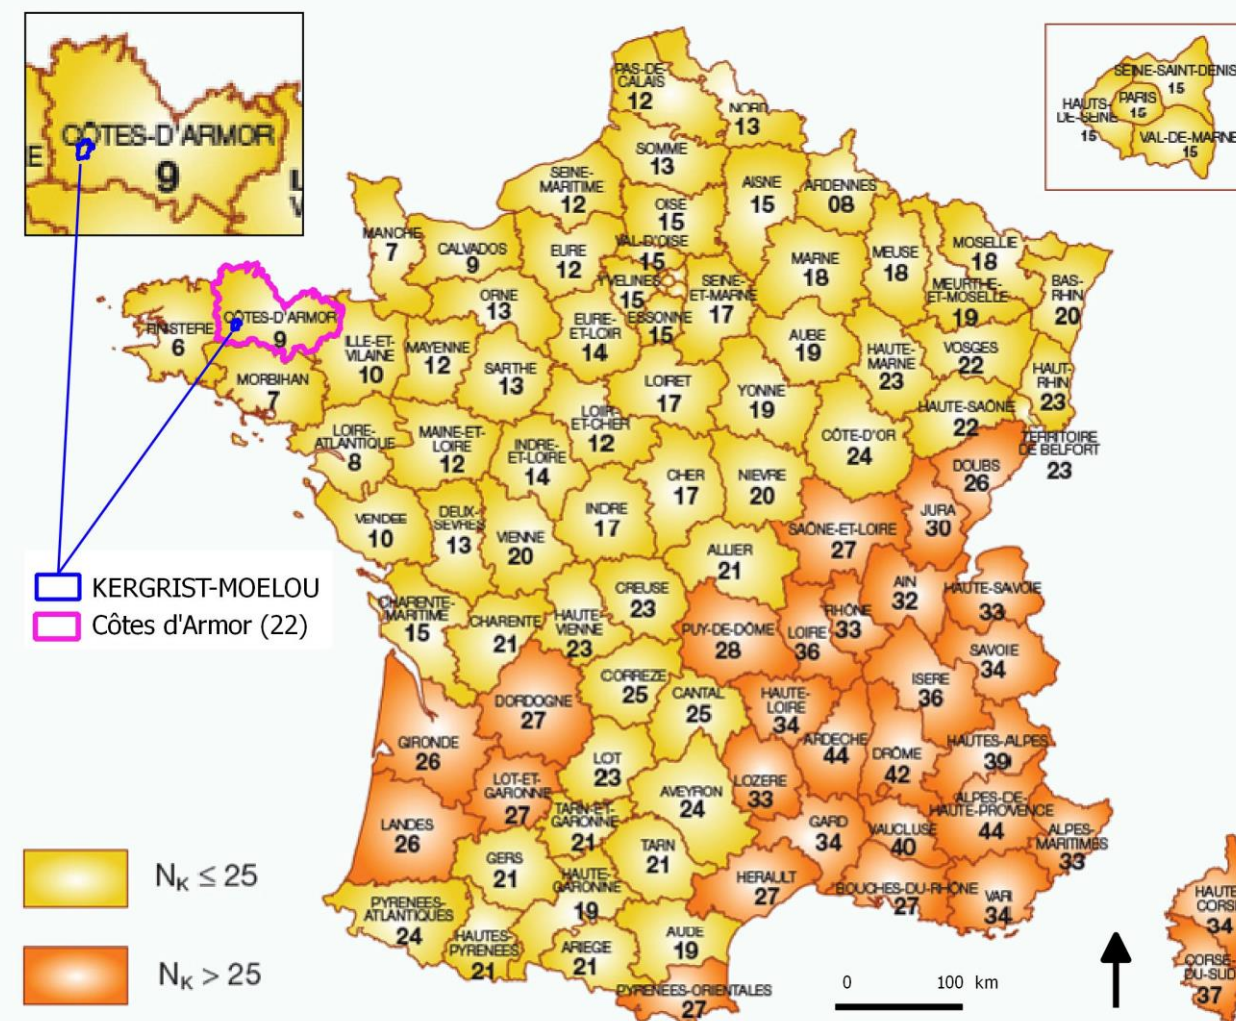 CÔTES-D'ARMOR
9
E
PAS-DE-
CALAIS
12
NORD
13
SOMME
13
SEINE-
MARITIME
12
OISE
15
AISNE
15
ARDENNES
08
SEINE-SAINT-DENIS
15
HAUTS-
DE-SEINE
15
PARIS
15
VAL-DE-MARNE
15
MANCHE
7
CALVADOS
9
EURE
12
VAL-D'OISE
15
MARNE
18
MEUSE
18
MOSELLIE
18
MEURTHE-
ET-MOSELLE
19
BAS-
RHIN
20
ORNE
13
YVELINES
15
ESSONNE
15
SEINE-
ET-MARNE
17
FINISTERE
6
CÔTES-D'ARMOR
9
ILLE-ET-
VILAINE
10
MAYENNE
12
SARTHE
13
EURE-
ET-LOIR
14
AUBE
19
HAUTE-
MARNE
23
VOSGES
22
HAUT-
RHIN
23
MORBIHAN
7
LOIRET
17
YONNE
19
LOIR-
ET-CHER
12
HAUTE-SAÔNE
22
TERRITOIRE
DE BELFORT
23
LOIRE-
ATLANTIQUE
8
MAINE-ET-
LOIRE
12
INDRE-
ET-LOIRE
14
CHER
17
NIEVRE
20
CÔTE-D'OR
24
DOUBS
26
VENDEE
10
DEUX-
SEVRES
13
VIENNE
20
INDRE
17
SAÔNE-ET-LOIRE
27
JURA
30
ALLIER
21
KERGRIST-MOELOU
Côtes d'Armor (22)
CHARENTE-
MARITIME
15
CHARENTE
21
HAUTE-
VIENNE
23
CREUSE
23
PUY-DE-DÔME
28
LOIRE
36
RHÔNE
33
AIN
32
HAUTE-SAVOIE
33
SAVOIE
34
ISERE
36
DORDOGNE
27
CORREZE
25
CANTAL
25
HAUTE-
LOIRE
34
ARDECHE
44
DRÔME
42
HAUTES-ALPES
39
GIRONDE
26
LOT-ET-
GARONNE
27
LOT
23
AVEYRON
24
LOZERE
33
ALPES-DE-
HAUTE-PROVENCE
44
ALPES-
MARITIMES
33
LANDES
26
TARN-ET-
GARONNE
21
TARN
21
GARD
34
VAUCLUSE
40
GERS
21
HAUTE-
GARONNE
19
HERAULT
27
BOUCHES-DU-RHÔNE
27
VARI
34
PYRENEES-
ATLANTIQUES
24
HAUTES-
PYRENEES
21
ARIEGE
21
AUDE
19
PYRENEES-ORIENTALES
27
HAUTE
CORS
34
CORSE-
DU-SUD
37
N_K ≤ 25
N_K > 25
0 100 km